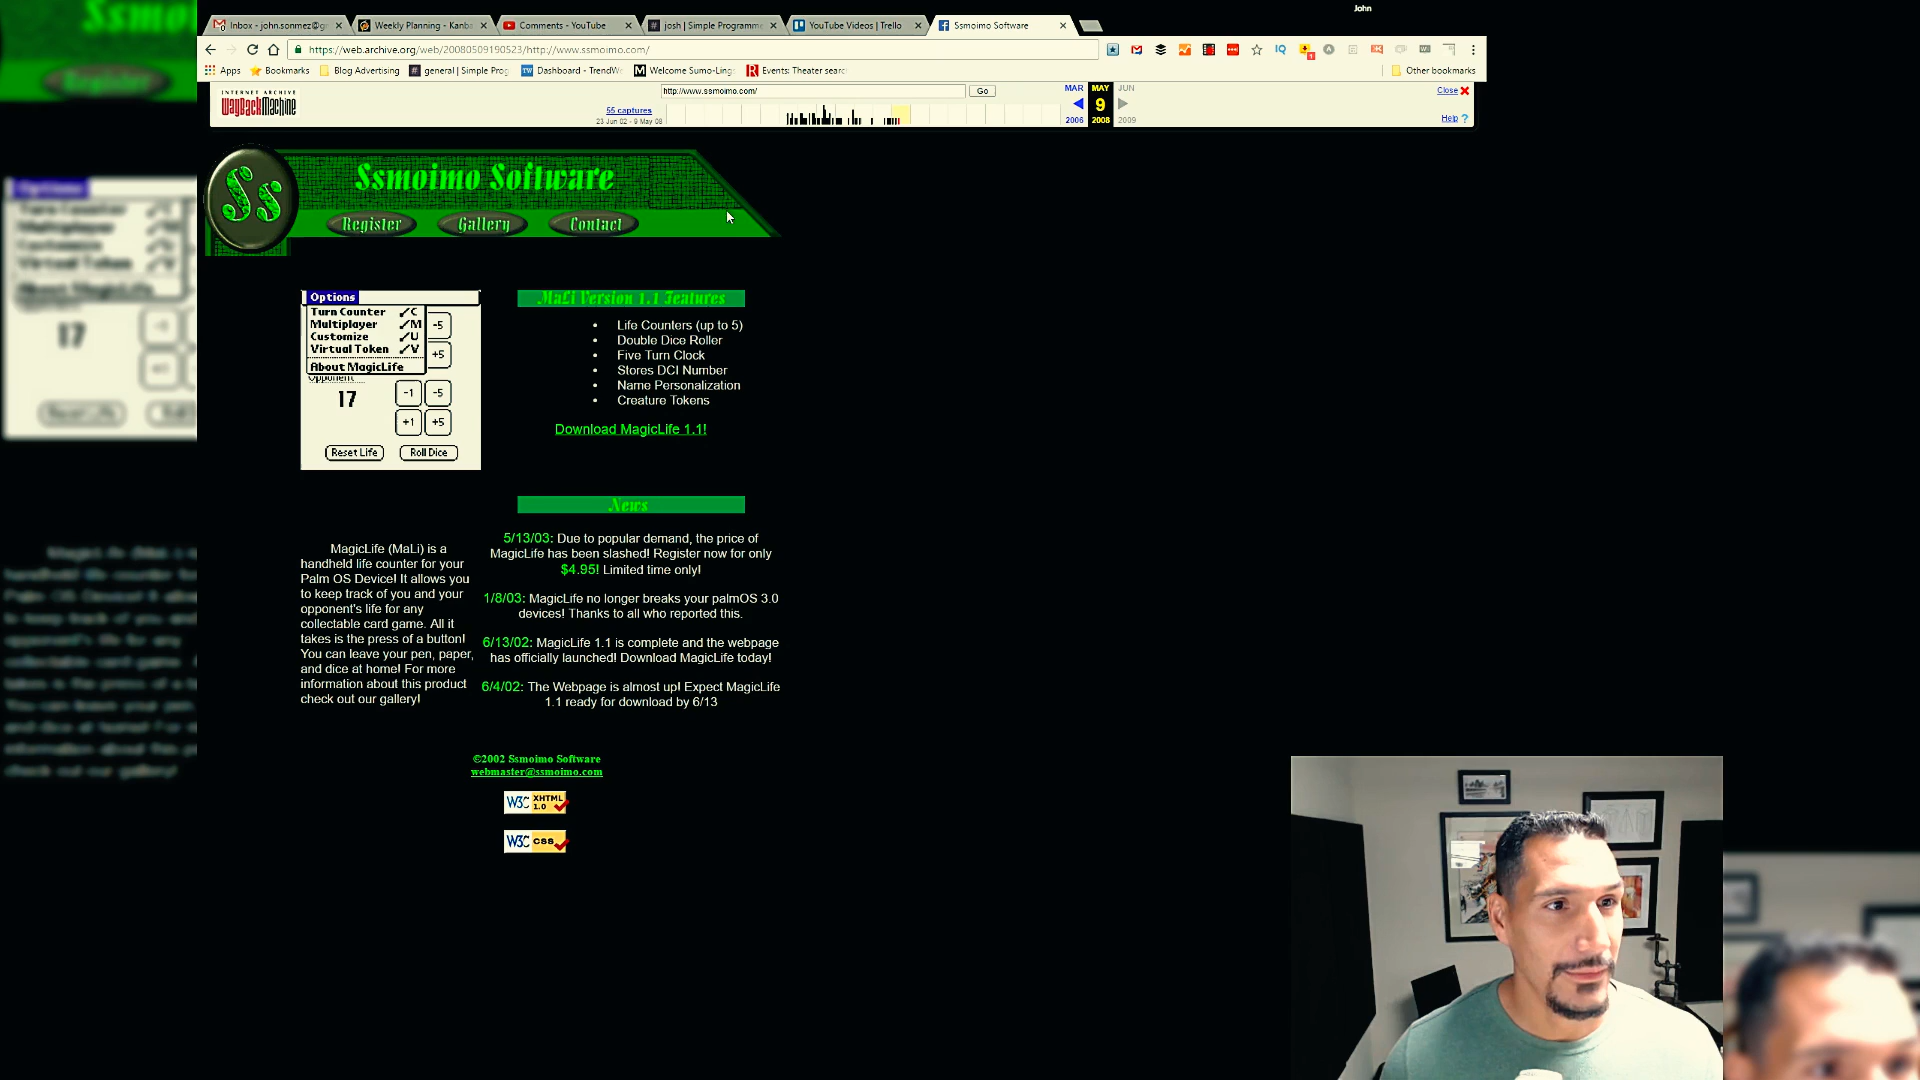 John
Inbox - john.sonmez@g
Weekly Planning - Kanba
Comments - YouTube
josh | Simple Programme
YouTube Videos | Trello
Ssmoimo Software
https://web.archive.org/web/20080509190523/http://www.ssmoimo.com/
Apps
Bookmarks
Blog Advertising
general | Simple Prog
Dashboard - TrendWe
Welcome Sumo-Ling
Events: Theater searc
Other bookmarks
INTERNET ARCHIVE
WayBackMachine
http://www.ssmoimo.com/
Go
55 captures
23 Jun 02 - 9 May 08
MAR
MAY
JUN
9
2006
2008
2009
Close
Help ?
Ss
Ssmoimo Software
Register
Gallery
Contact
Options
Turn Counter /C
Multiplayer /M
Customize /U
Virtual Token /V
About MagicLife
-5
+5
Opponent
17
-1
-5
+1
+5
Reset Life
Roll Dice
MaLi Version 1.1 Features
• Life Counters (up to 5)
• Double Dice Roller
• Five Turn Clock
• Stores DCI Number
• Name Personalization
• Creature Tokens
Download MagicLife 1.1!
News
MagicLife (MaLi) is a
handheld life counter for your
Palm OS Device! It allows you
to keep track of you and your
opponent's life for any
collectable card game. All it
takes is the press of a button!
You can leave your pen, paper,
and dice at home! For more
information about this product
check out our gallery!
5/13/03: Due to popular demand, the price of
MagicLife has been slashed! Register now for only
$4.95! Limited time only!
1/8/03: MagicLife no longer breaks your palmOS 3.0
devices! Thanks to all who reported this.
6/13/02: MagicLife 1.1 is complete and the webpage
has officially launched! Download MagicLife today!
6/4/02: The Webpage is almost up! Expect MagicLife
1.1 ready for download by 6/13
©2002 Ssmoimo Software
webmaster@ssmoimo.com
W3C XHTML 1.0
W3C CSS